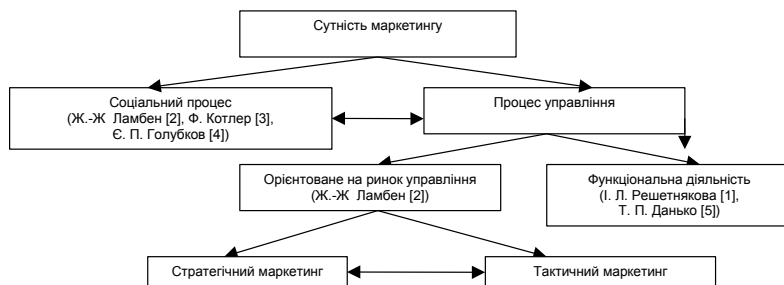 Сутність маркетингу
Соціальний процес
(Ж.-Ж Ламбен [2], Ф. Котлер [3],
Є. П. Голубков [4])
Процес управління
Орієнтоване на ринок управління
(Ж.-Ж Ламбен [2])
Функціональна діяльність
(І. Л. Решетнякова [1],
Т. П. Данько [5])
Стратегічний маркетинг
Тактичний маркетинг